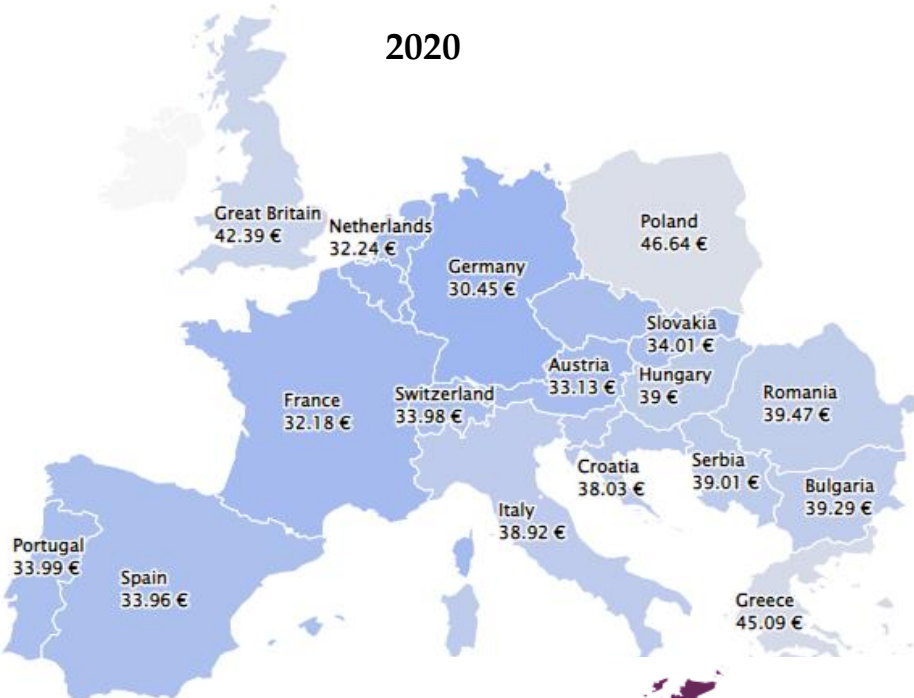 2020
Great Britain
42.39 €
Netherlands
32.24 €
Poland
46.64 €
Germany
30.45 €
Slovakia
34.01 €
Austria
33.13 €
Hungary
39 €
France
32.18 €
Switzerland
33.98 €
Romania
39.47 €
Croatia
38.03 €
Serbia
39.01 €
Bulgaria
39.29 €
Italy
38.92 €
Portugal
33.99 €
Spain
33.96 €
Greece
45.09 €